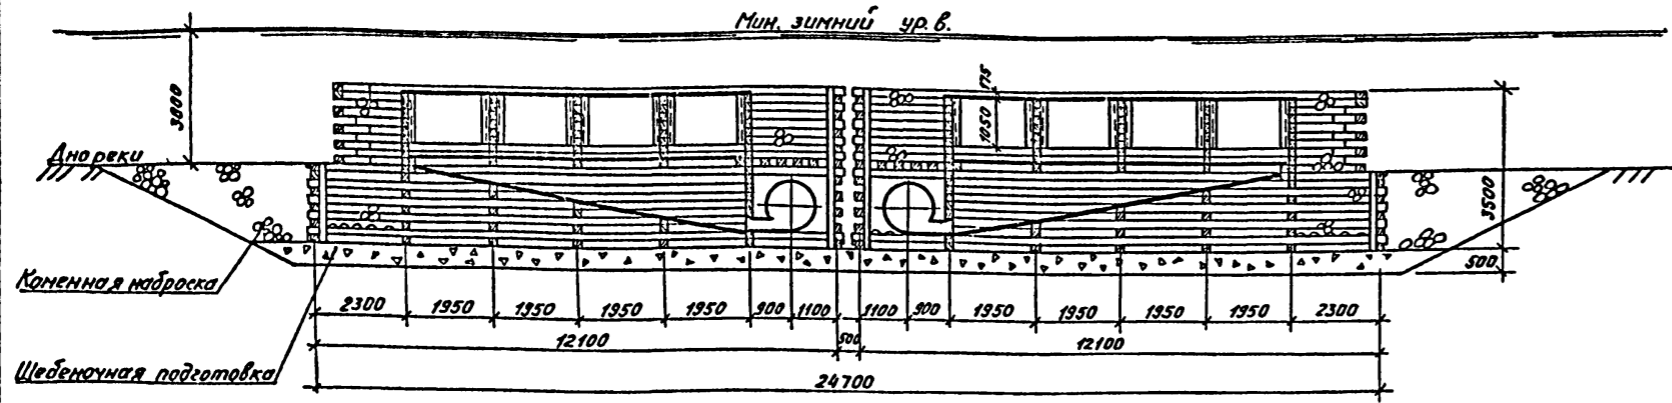 Мин. зимний ур. в.
3000
175
1050
Дно реки
3500
500
Каменная наброска
2300 1950 1950 1950 1950 900 1100 1100 900 1950 1950 1950 1950 2300
12100 500 12100
Щебеночная подготовка
24700